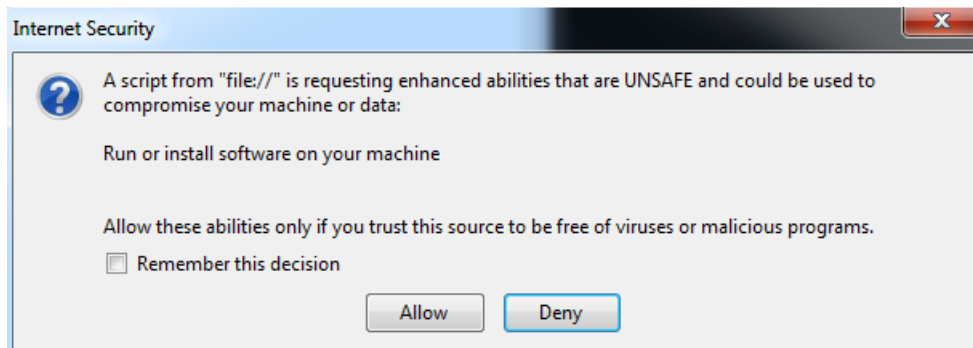 Internet Security
A script from "file://" is requesting enhanced abilities that are UNSAFE and could be used to
compromise your machine or data:
Run or install software on your machine
Allow these abilities only if you trust this source to be free of viruses or malicious programs.
Remember this decision
Allow Deny